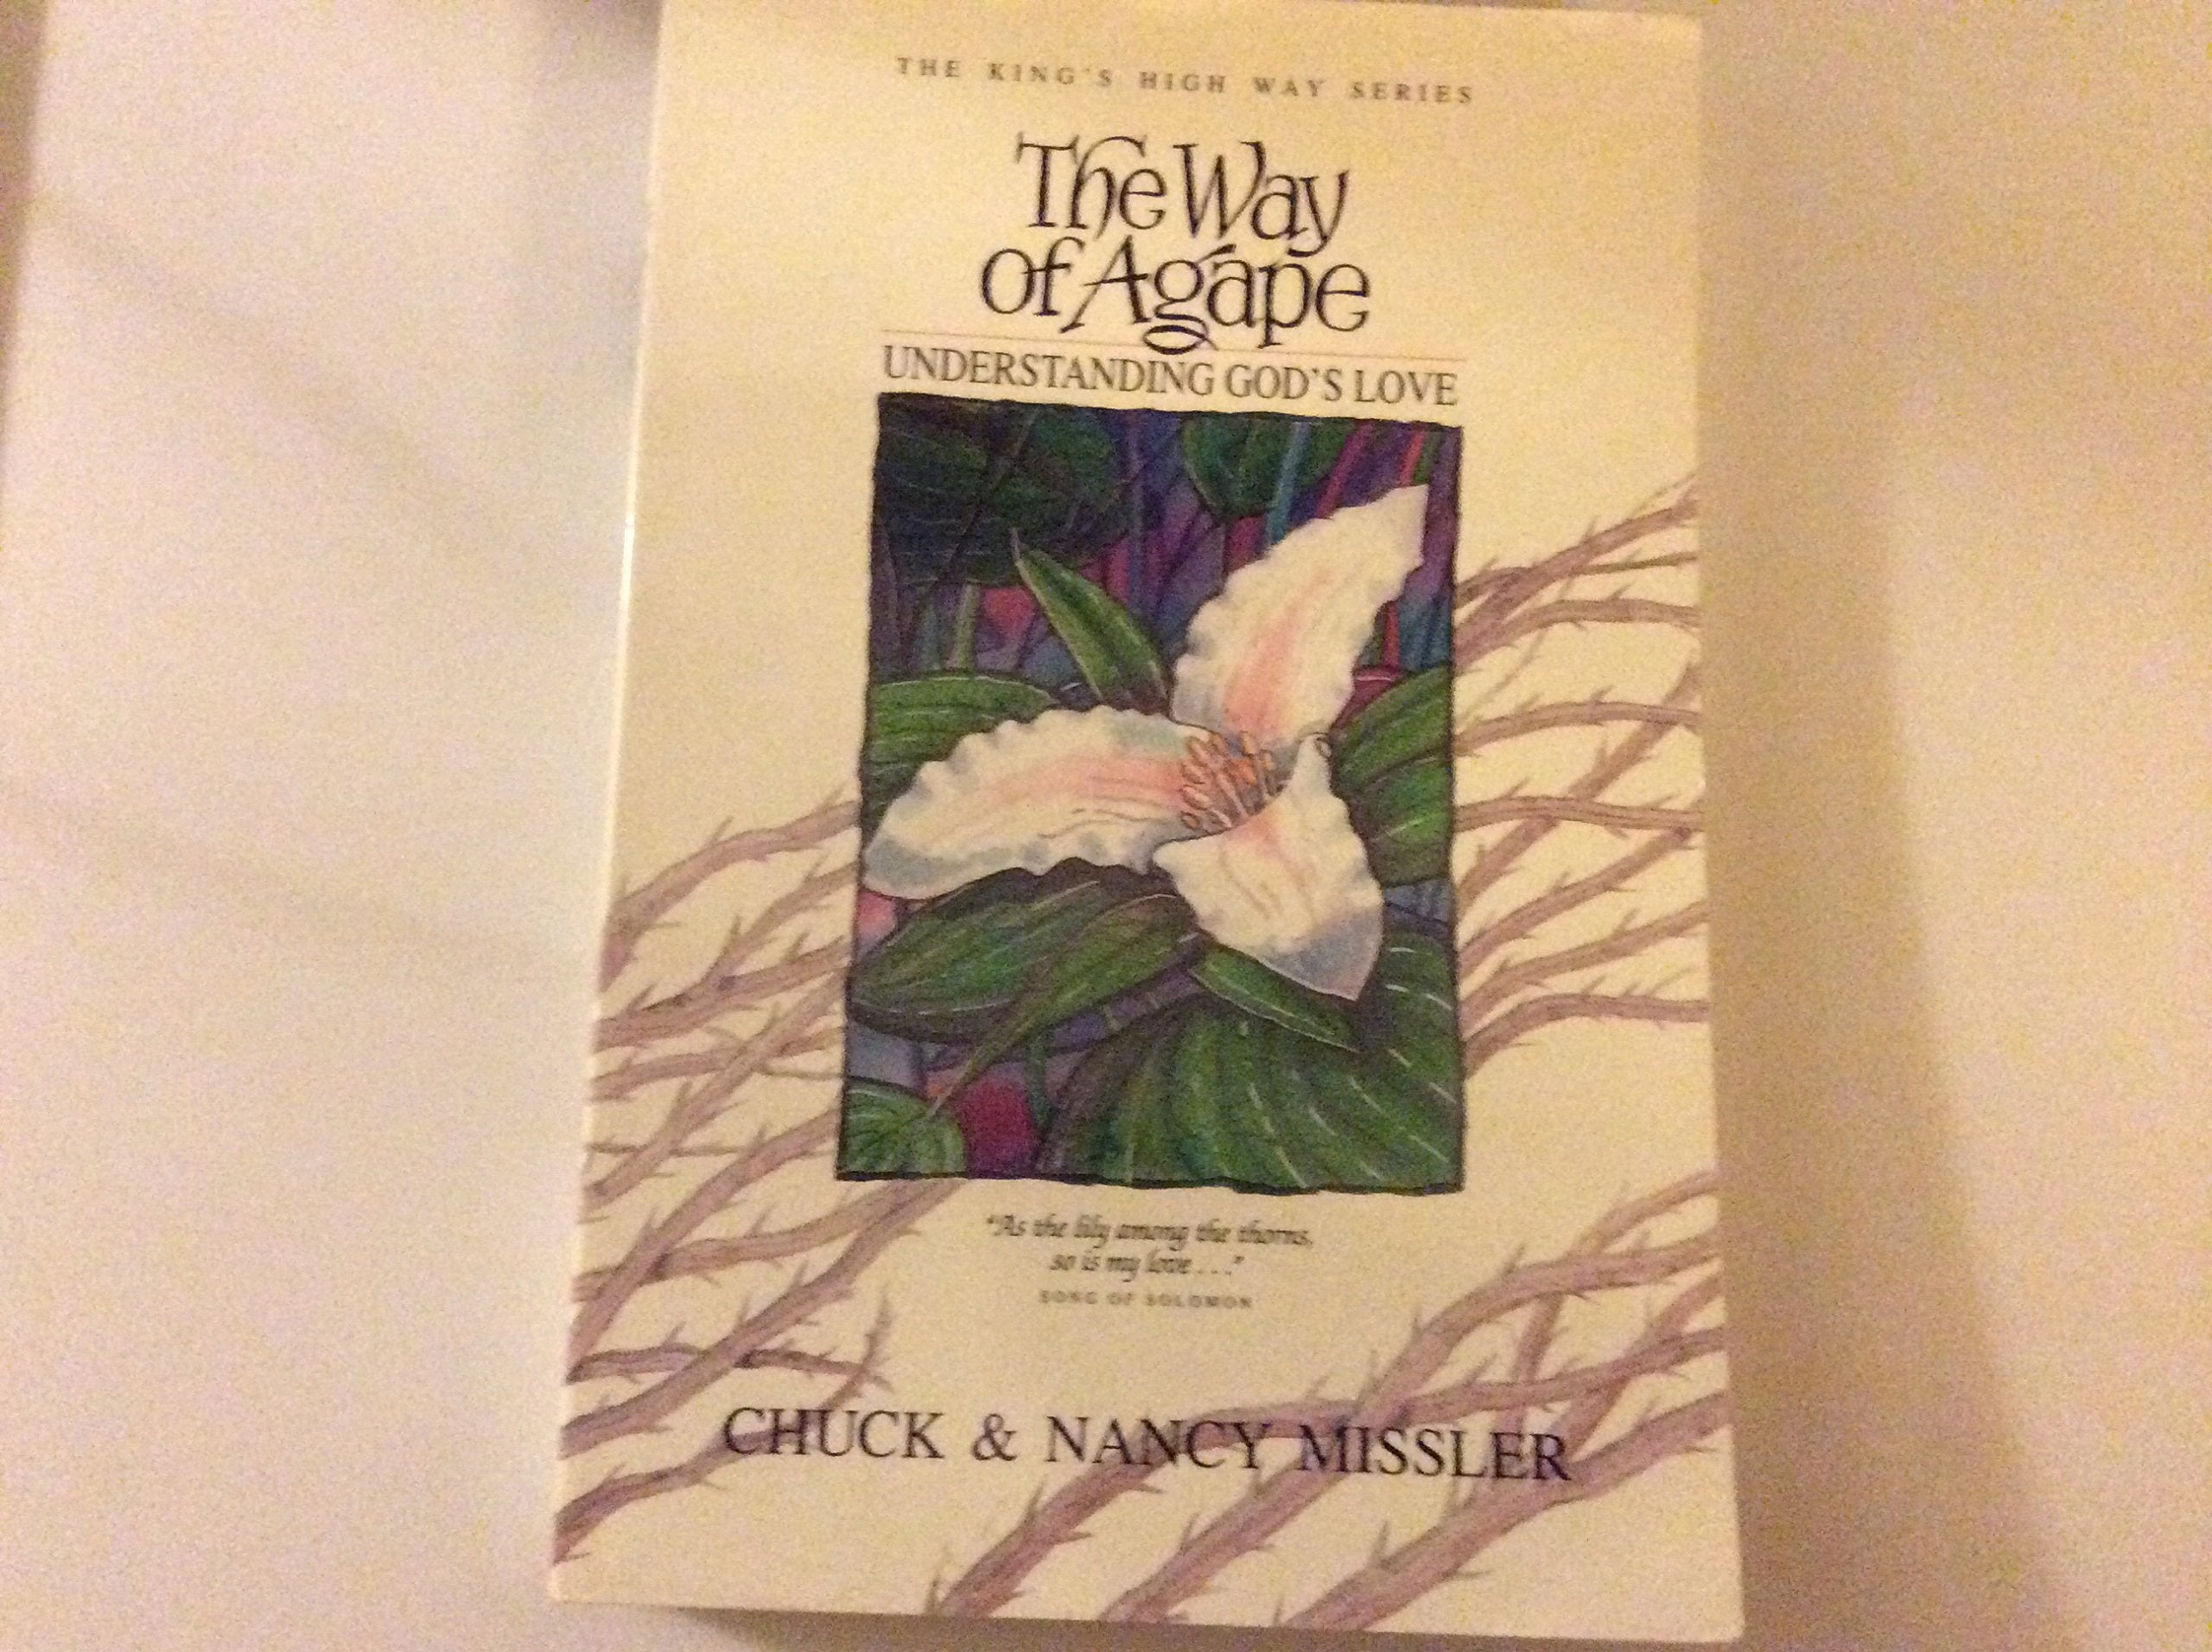 THE KING'S HIGH WAY SERIES
The Way
of Agape
UNDERSTANDING GOD'S LOVE
"As the lily among the thorns,
so is my love . . ."
SONG OF SOLOMON
CHUCK & NANCY MISSLER